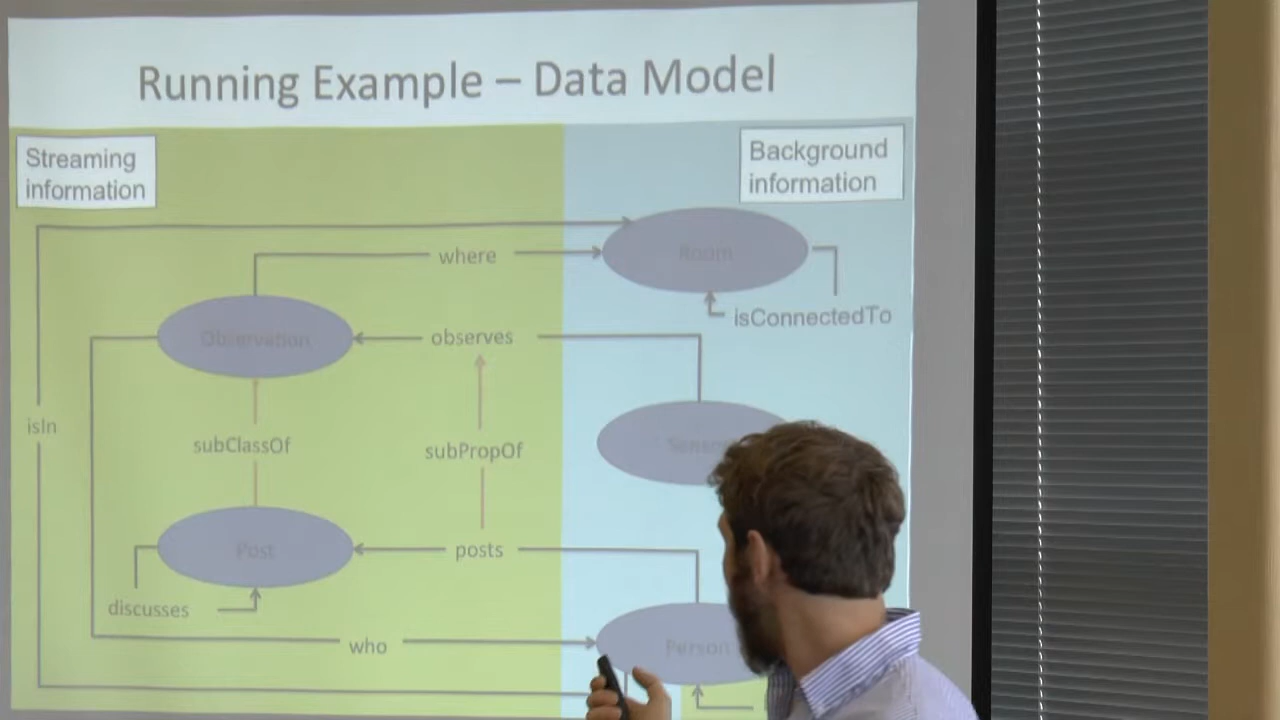 Running Example – Data Model
Streaming
information
Background
information
where
Room
isConnectedTo
Observation
observes
isIn
subClassOf
subPropOf
Post
posts
discusses
who
Person